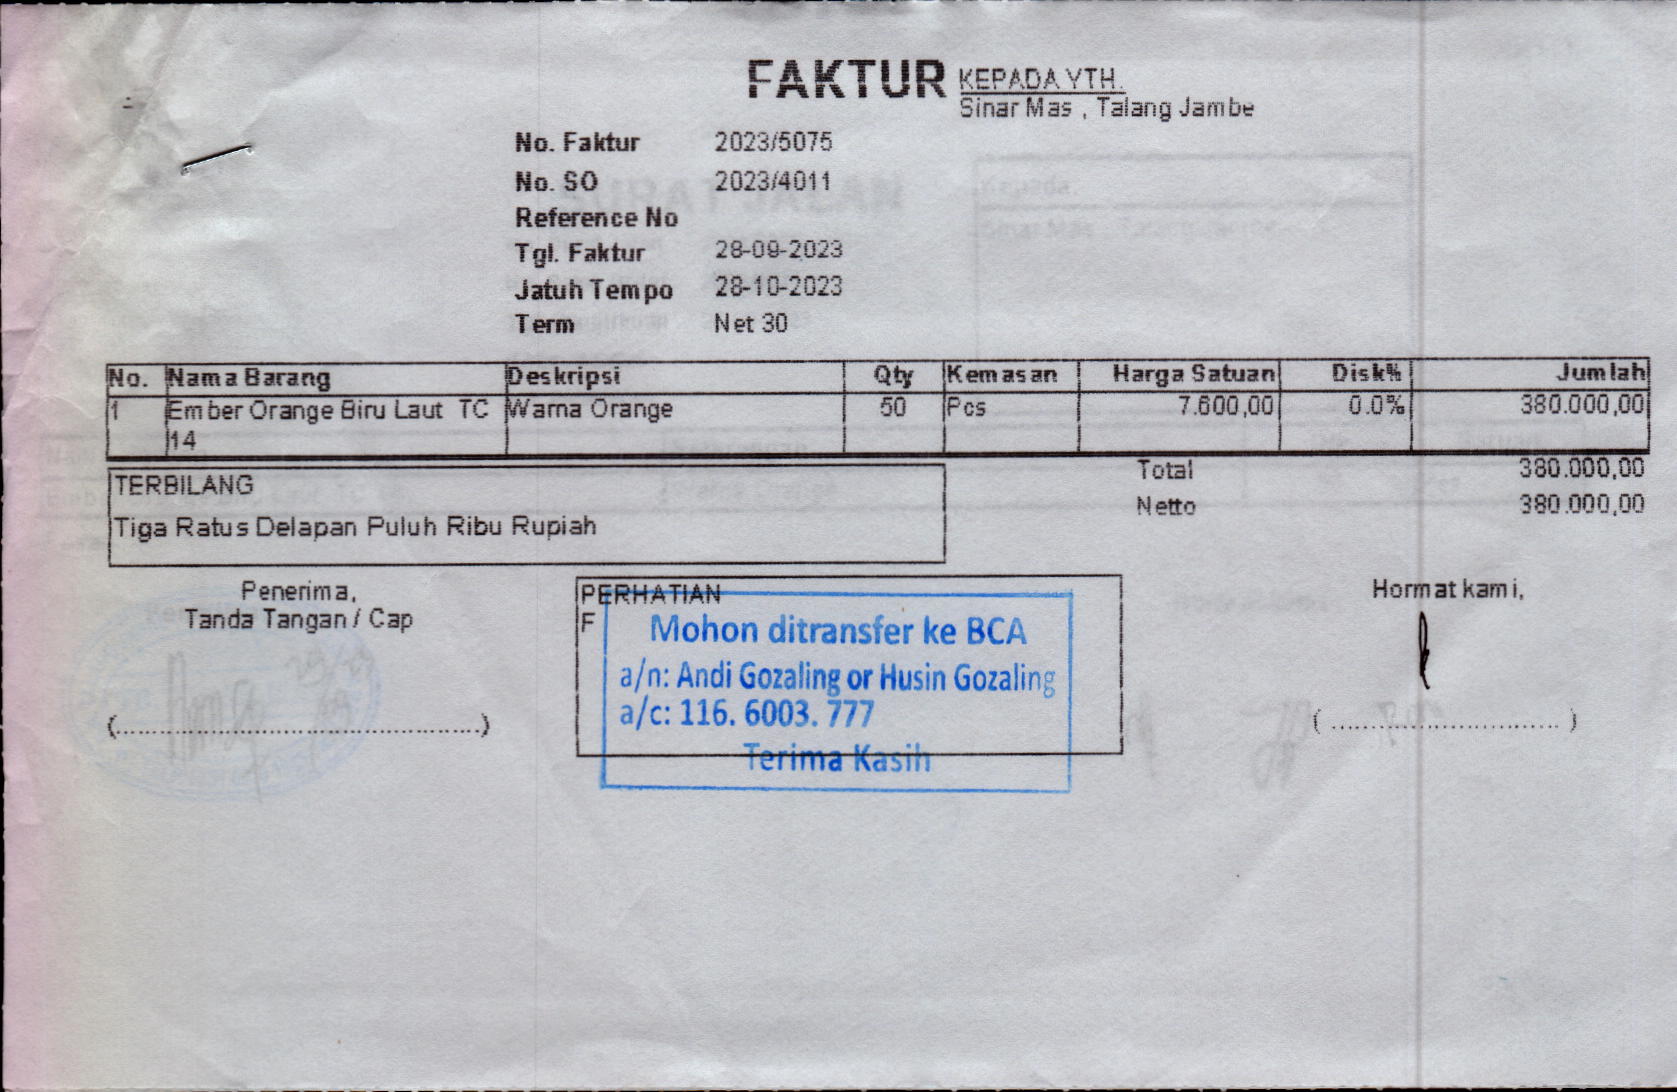 FAKTUR
KEPADA YTH.
Sinar Mas , Talang Jambe
No. Faktur 2023/5075
No. SO 2023/4011
Reference No
Tgl. Faktur 28-09-2023
Jatuh Tempo 28-10-2023
Term Net 30
No. Nama Barang Deskripsi Qty Kemasan Harga Satuan Disk% Jumlah
1 Ember Orange Biru Laut TC Warna Orange 50 Pcs 7.600,00 0.0% 380.000,00
14
Total 380.000,00
Netto 380.000,00
TERBILANG
Tiga Ratus Delapan Puluh Ribu Rupiah
Penerima,
Tanda Tangan / Cap
(................................................)
PERHATIAN
F
Mohon ditransfer ke BCA
a/n: Andi Gozaling or Husin Gozaling
a/c: 116. 6003. 777
Terima Kasih
Hormat kami,
( .............................. )